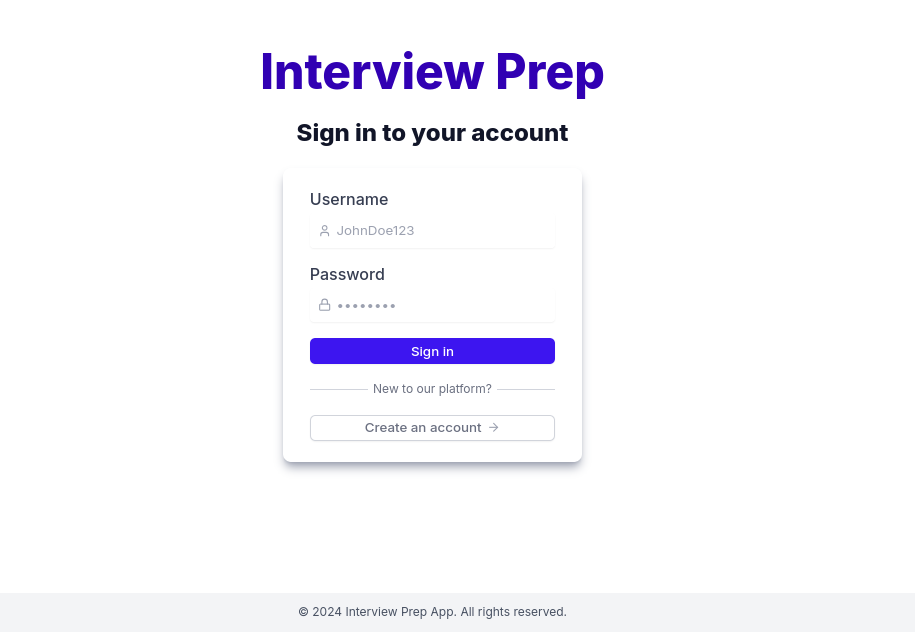 Interview Prep
Sign in to your account
Username
JohnDoe123
Password
••••••••
Sign in
New to our platform?
Create an account →
© 2024 Interview Prep App. All rights reserved.